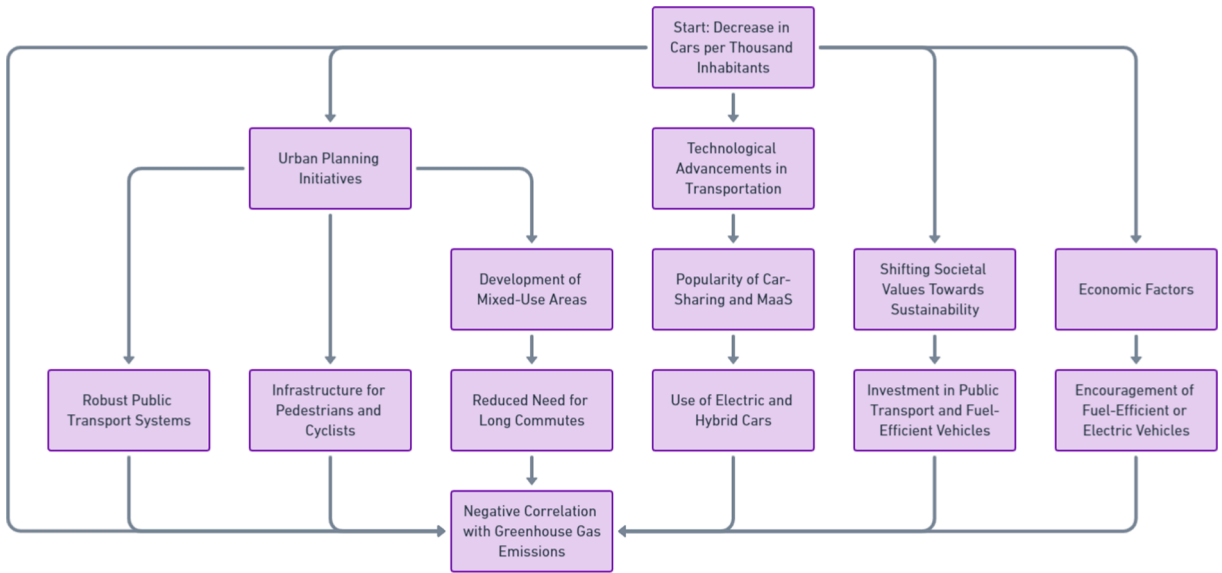 Start: Decrease in
Cars per Thousand
Inhabitants
Urban Planning
Initiatives
Technological
Advancements in
Transportation
Development of
Mixed-Use Areas
Popularity of Car-
Sharing and MaaS
Shifting Societal
Values Towards
Sustainability
Economic Factors
Robust Public
Transport Systems
Infrastructure for
Pedestrians and
Cyclists
Reduced Need for
Long Commutes
Use of Electric and
Hybrid Cars
Investment in Public
Transport and Fuel-
Efficient Vehicles
Encouragement of
Fuel-Efficient or
Electric Vehicles
Negative Correlation
with Greenhouse Gas
Emissions